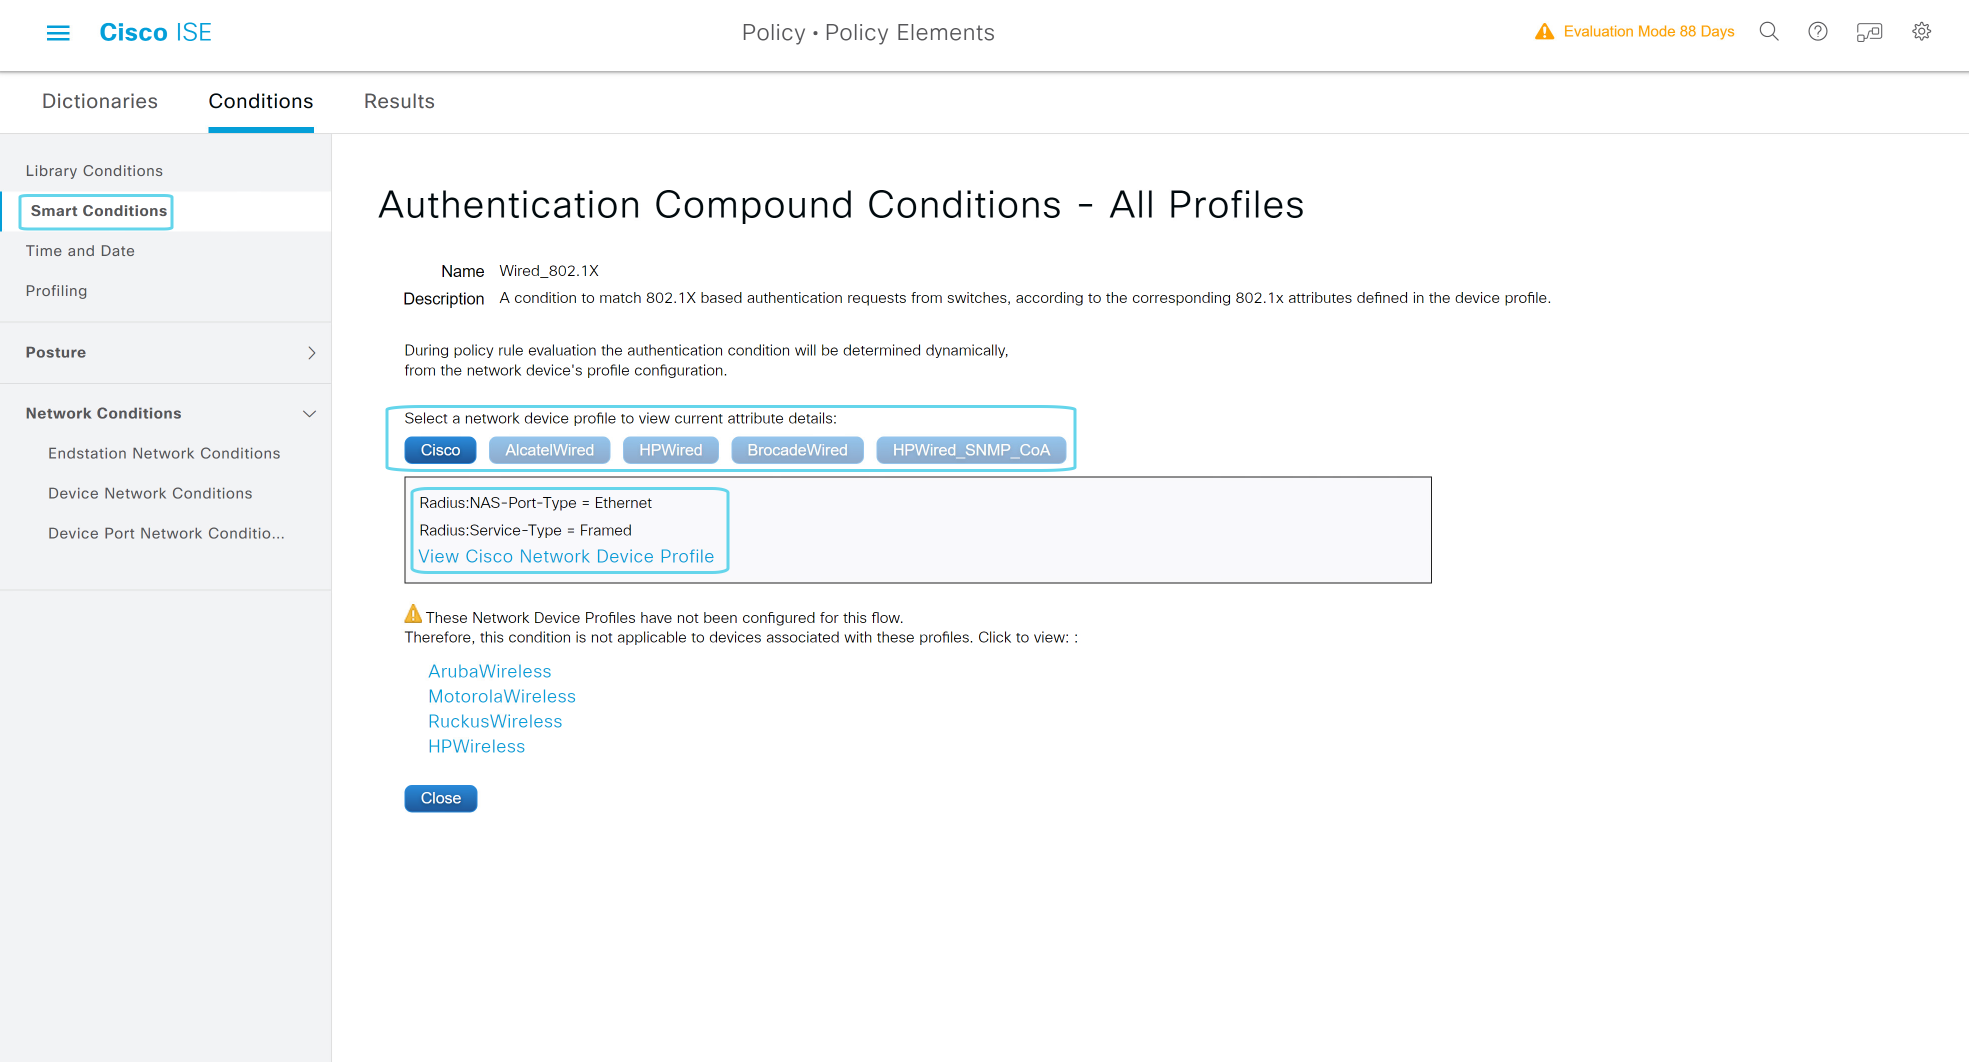 Cisco ISE
Policy • Policy Elements
Evaluation Mode 88 Days
Dictionaries
Conditions
Results
Library Conditions
Smart Conditions
Time and Date
Profiling
Posture
Network Conditions
Endstation Network Conditions
Device Network Conditions
Device Port Network Conditio...
Authentication Compound Conditions - All Profiles
Name Wired_802.1X
Description A condition to match 802.1X based authentication requests from switches, according to the corresponding 802.1x attributes defined in the device profile.
During policy rule evaluation the authentication condition will be determined dynamically,
from the network device's profile configuration.
Select a network device profile to view current attribute details:
Cisco AlcatelWired HPWired BrocadeWired HPWired_SNMP_CoA
Radius:NAS-Port-Type = Ethernet
Radius:Service-Type = Framed
View Cisco Network Device Profile
These Network Device Profiles have not been configured for this flow.
Therefore, this condition is not applicable to devices associated with these profiles. Click to view: :
ArubaWireless
MotorolaWireless
RuckusWireless
HPWireless
Close